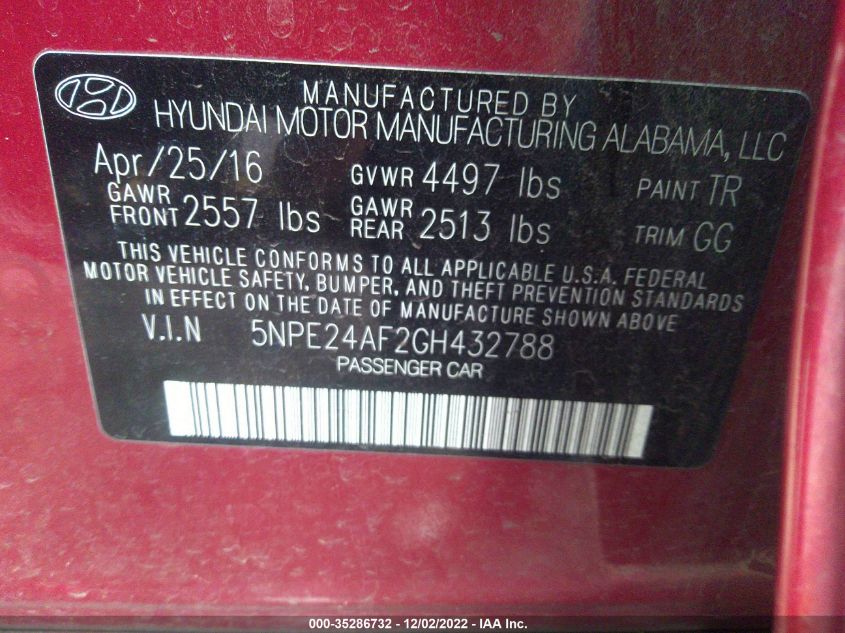 MANUFACTURED BY
HYUNDAI MOTOR MANUFACTURING ALABAMA, LLC
Apr/25/16 GVWR 4497 lbs PAINT TR
GAWR FRONT 2557 lbs GAWR REAR 2513 lbs TRIM GG
THIS VEHICLE CONFORMS TO ALL APPLICABLE U.S.A. FEDERAL
MOTOR VEHICLE SAFETY, BUMPER, AND THEFT PREVENTION STANDARDS
IN EFFECT ON THE DATE OF MANUFACTURE SHOWN ABOVE
V.I.N 5NPE24AF2GH432788
PASSENGER CAR
000-35286732 - 12/02/2022 - IAA Inc.